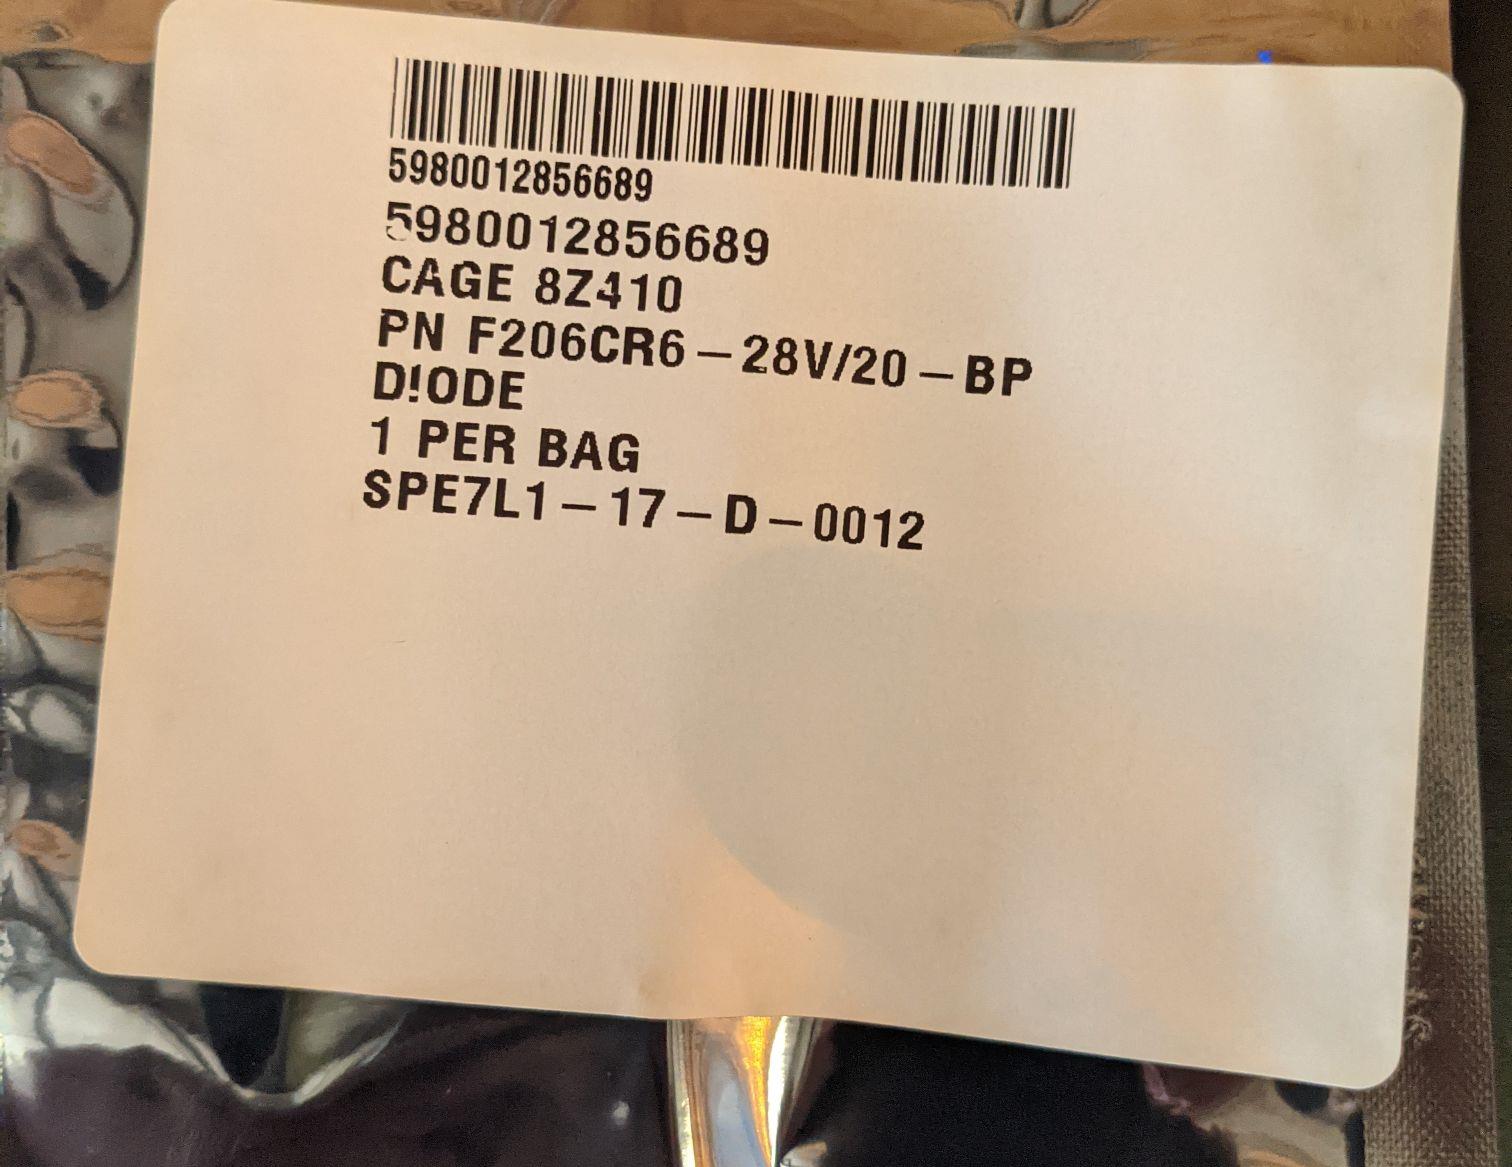 5980012856689
5980012856689
CAGE 8Z410
PN F206CR6-28V/20-BP
D!ODE
1 PER BAG
SPE7L1-17-D-0012